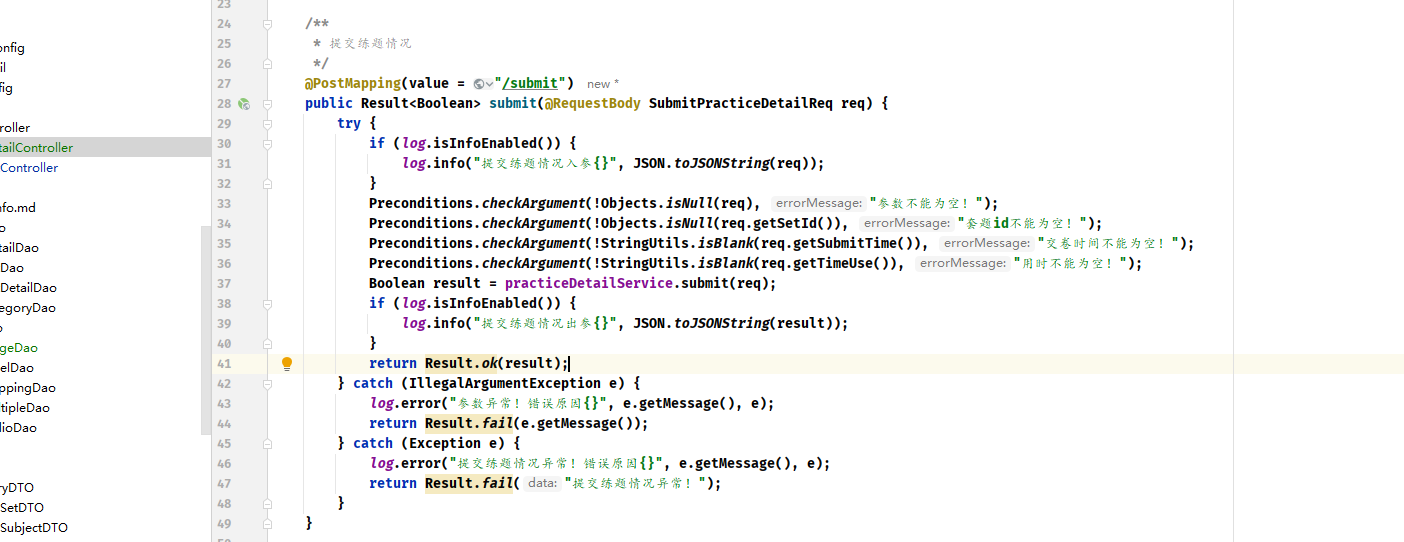 23
24 /**
25 * 提交练题情况
26 */
27 @PostMapping(value = "/submit") new *
28 public Result<Boolean> submit(@RequestBody SubmitPracticeDetailReq req) {
29 try {
30 if (log.isInfoEnabled()) {
31 log.info("提交练题情况入参{}", JSON.toJSONString(req));
32 }
33 Preconditions.checkArgument(!Objects.isNull(req), errorMessage: "参数不能为空！");
34 Preconditions.checkArgument(!Objects.isNull(req.getSetId()), errorMessage: "套题id不能为空！");
35 Preconditions.checkArgument(!StringUtils.isBlank(req.getSubmitTime()), errorMessage: "交卷时间不能为空！");
36 Preconditions.checkArgument(!StringUtils.isBlank(req.getTimeUse()), errorMessage: "用时不能为空！");
37 Boolean result = practiceDetailService.submit(req);
38 if (log.isInfoEnabled()) {
39 log.info("提交练题情况出参{}", JSON.toJSONString(result));
40 }
41 return Result.ok(result);
42 } catch (IllegalArgumentException e) {
43 log.error("参数异常！错误原因{}", e.getMessage(), e);
44 return Result.fail(e.getMessage());
45 } catch (Exception e) {
46 log.error("提交练题情况异常！错误原因{}", e.getMessage(), e);
47 return Result.fail( data: "提交练题情况异常！");
48 }
49 }
onfig
il
fig
roller
tailController
Controller
nfo.md
o
tailDao
Dao
DetailDao
tegoryDao
o
geDao
elDao
ppingDao
ltipleDao
dioDao
ryDTO
SetDTO
SubjectDTO